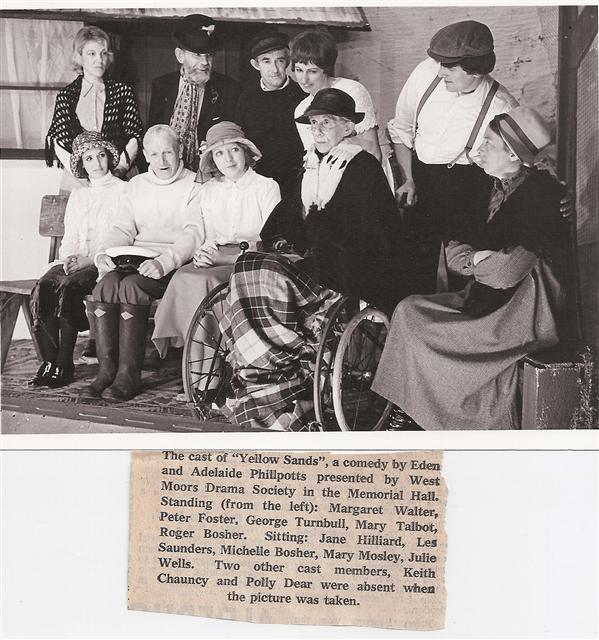 The cast of "Yellow Sands", a comedy by Eden
and Adelaide Phillpotts presented by West
Moors Drama Society in the Memorial Hall.
Standing (from the left): Margaret Walter,
Peter Foster, George Turnbull, Mary Talbot,
Roger Bosher. Sitting: Jane Hilliard, Les
Saunders, Michelle Bosher, Mary Mosley, Julie
Wells. Two other cast members, Keith
Chauncy and Polly Dear were absent when
the picture was taken.